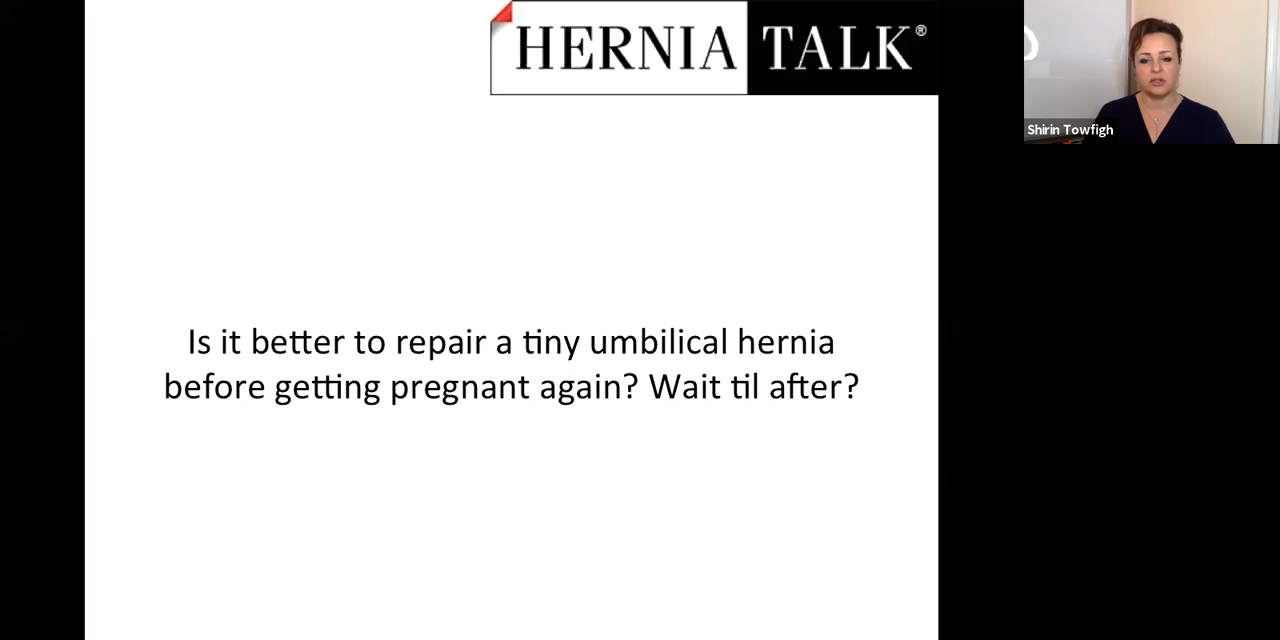 HERNIA TALK®
Shirin Towfigh
Is it better to repair a tiny umbilical hernia
before getting pregnant again? Wait til after?